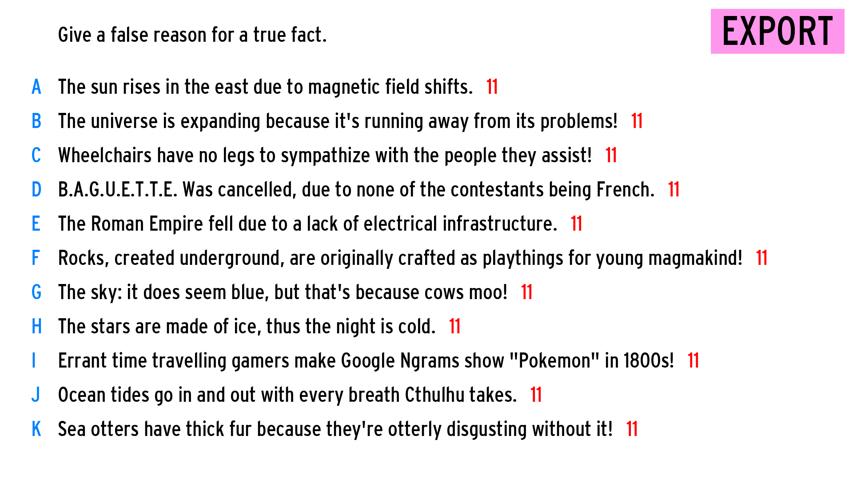 Give a false reason for a true fact.
EXPORT
A The sun rises in the east due to magnetic field shifts. 11
B The universe is expanding because it's running away from its problems! 11
C Wheelchairs have no legs to sympathize with the people they assist! 11
D B.A.G.U.E.T.T.E. Was cancelled, due to none of the contestants being French. 11
E The Roman Empire fell due to a lack of electrical infrastructure. 11
F Rocks, created underground, are originally crafted as playthings for young magmakind! 11
G The sky: it does seem blue, but that's because cows moo! 11
H The stars are made of ice, thus the night is cold. 11
I Errant time travelling gamers make Google Ngrams show "Pokemon" in 1800s! 11
J Ocean tides go in and out with every breath Cthulhu takes. 11
K Sea otters have thick fur because they're otterly disgusting without it! 11